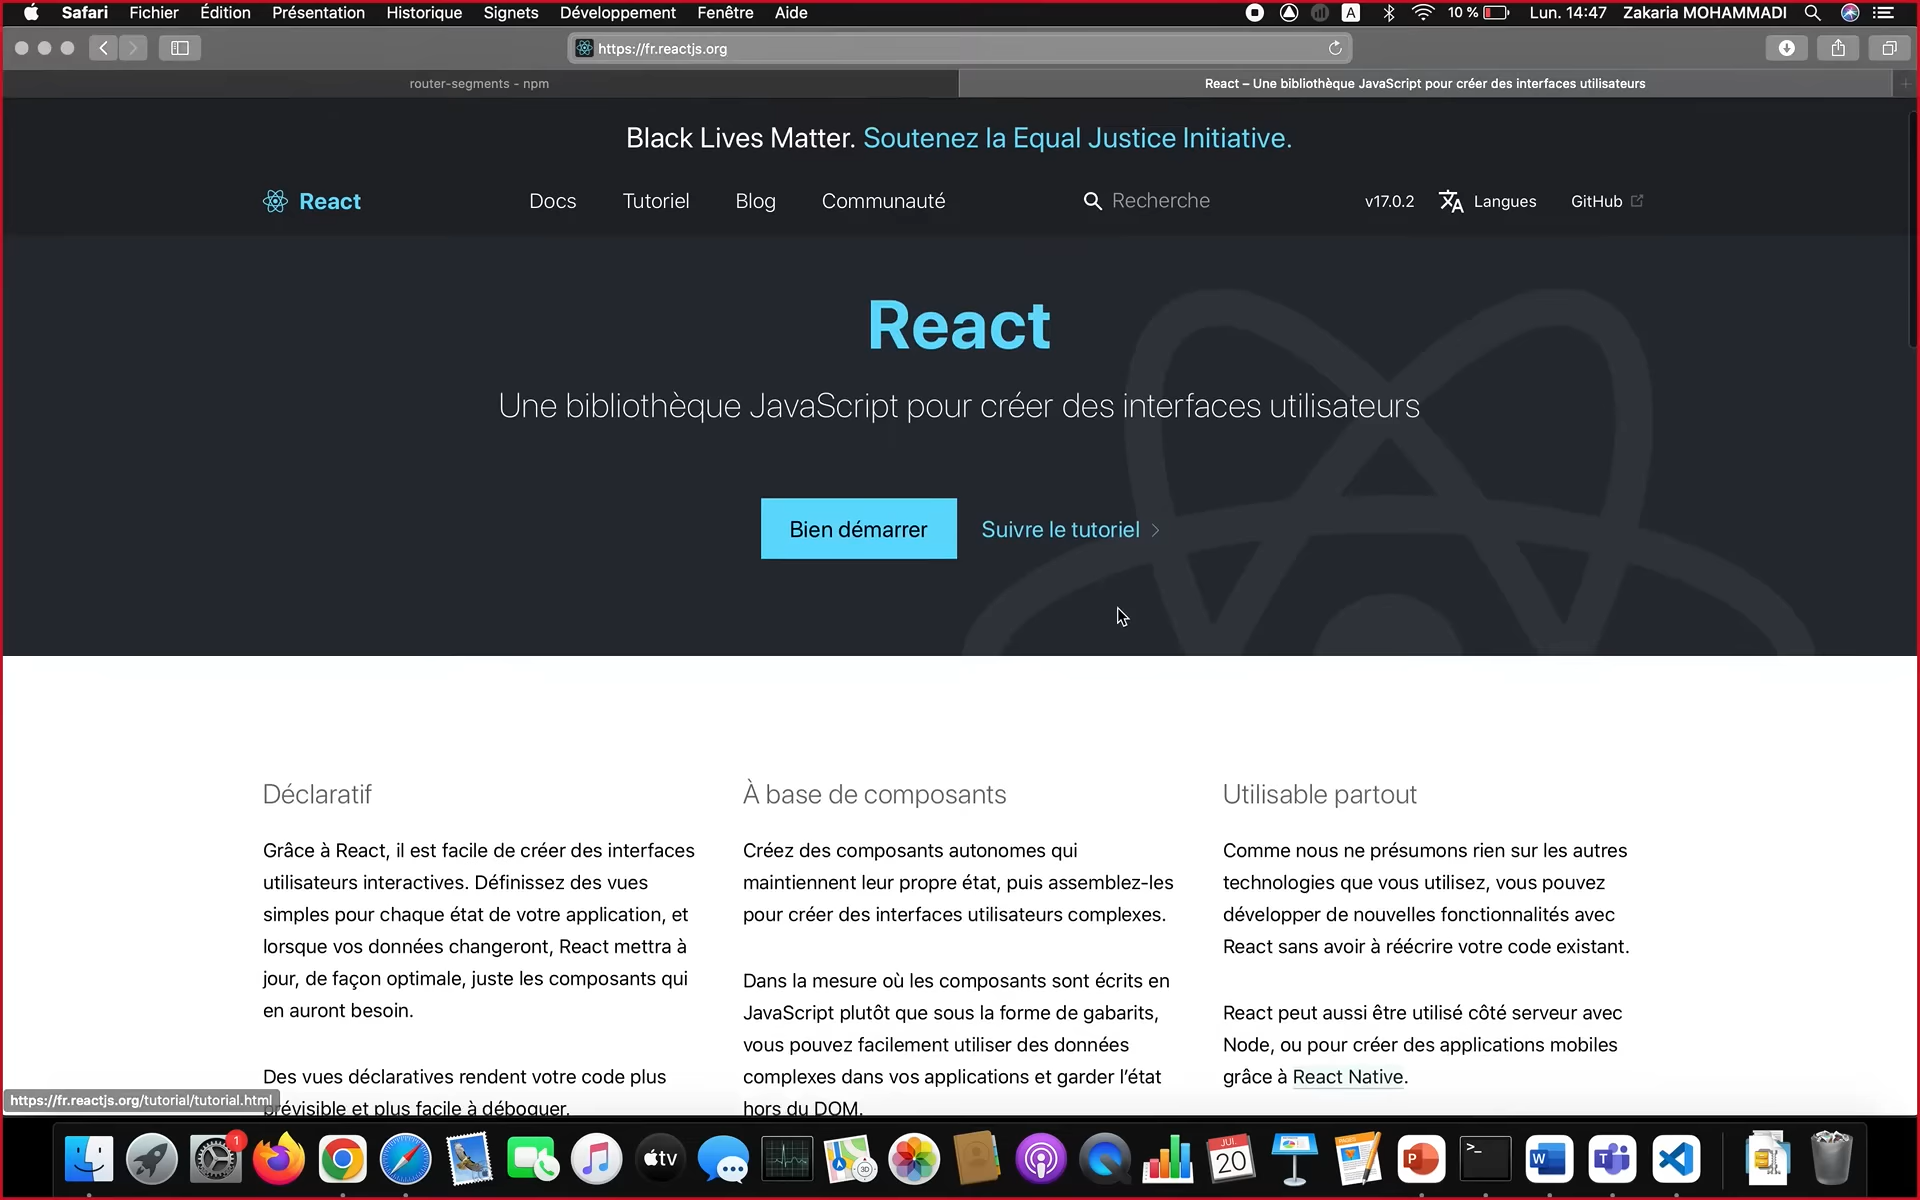 Safari Fichier Édition Présentation Historique Signets Développement Fenêtre Aide A 10 % Lun. 14:47 Zakaria MOHAMMADI
https://fr.reactjs.org
router-segments - npm
React – Une bibliothèque JavaScript pour créer des interfaces utilisateurs
Black Lives Matter. Soutenez la Equal Justice Initiative.
React Docs Tutoriel Blog Communauté Recherche v17.0.2 Langues GitHub
React
Une bibliothèque JavaScript pour créer des interfaces utilisateurs
Bien démarrer
Suivre le tutoriel
Déclaratif
Grâce à React, il est facile de créer des interfaces
utilisateurs interactives. Définissez des vues
simples pour chaque état de votre application, et
lorsque vos données changeront, React mettra à
jour, de façon optimale, juste les composants qui
en auront besoin.
Des vues déclaratives rendent votre code plus
prévisible et plus facile à déboguer.
À base de composants
Créez des composants autonomes qui
maintiennent leur propre état, puis assemblez-les
pour créer des interfaces utilisateurs complexes.
Dans la mesure où les composants sont écrits en
JavaScript plutôt que sous la forme de gabarits,
vous pouvez facilement utiliser des données
complexes dans vos applications et garder l’état
hors du DOM.
Utilisable partout
Comme nous ne présumons rien sur les autres
technologies que vous utilisez, vous pouvez
développer de nouvelles fonctionnalités avec
React sans avoir à réécrire votre code existant.
React peut aussi être utilisé côté serveur avec
Node, ou pour créer des applications mobiles
grâce à React Native.
https://fr.reactjs.org/tutorial/tutorial.html
1
tv
3D
JUIL.
20
PAGES
P
>_
W
T